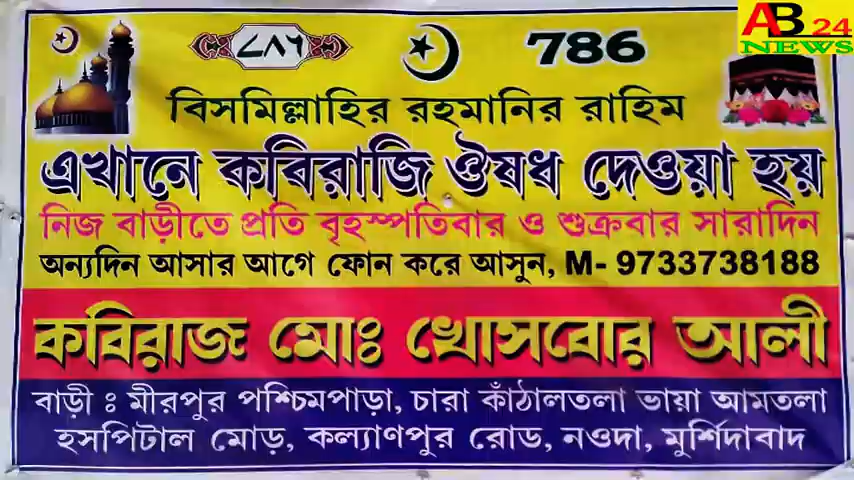 AB 24
NEWS
৴৸৶ 786
বিসমিল্লাহির রহমানির রাহিম
এখানে কবিরাজি ঔষধ দেওয়া হয়
নিজ বাড়ীতে প্রতি বৃহস্পতিবার ও শুক্রবার সারাদিন
অন্যদিন আসার আগে ফোন করে আসুন, M- 9733738188
কবিরাজ মোঃ খোসবোর আলী
বাড়ী ঃ মীরপুর পশ্চিমপাড়া, চারা কাঁঠালতলা ভায়া আমতলা
হসপিটাল মোড়, কল্যাণপুর রোড, নওদা, মুর্শিদাবাদ